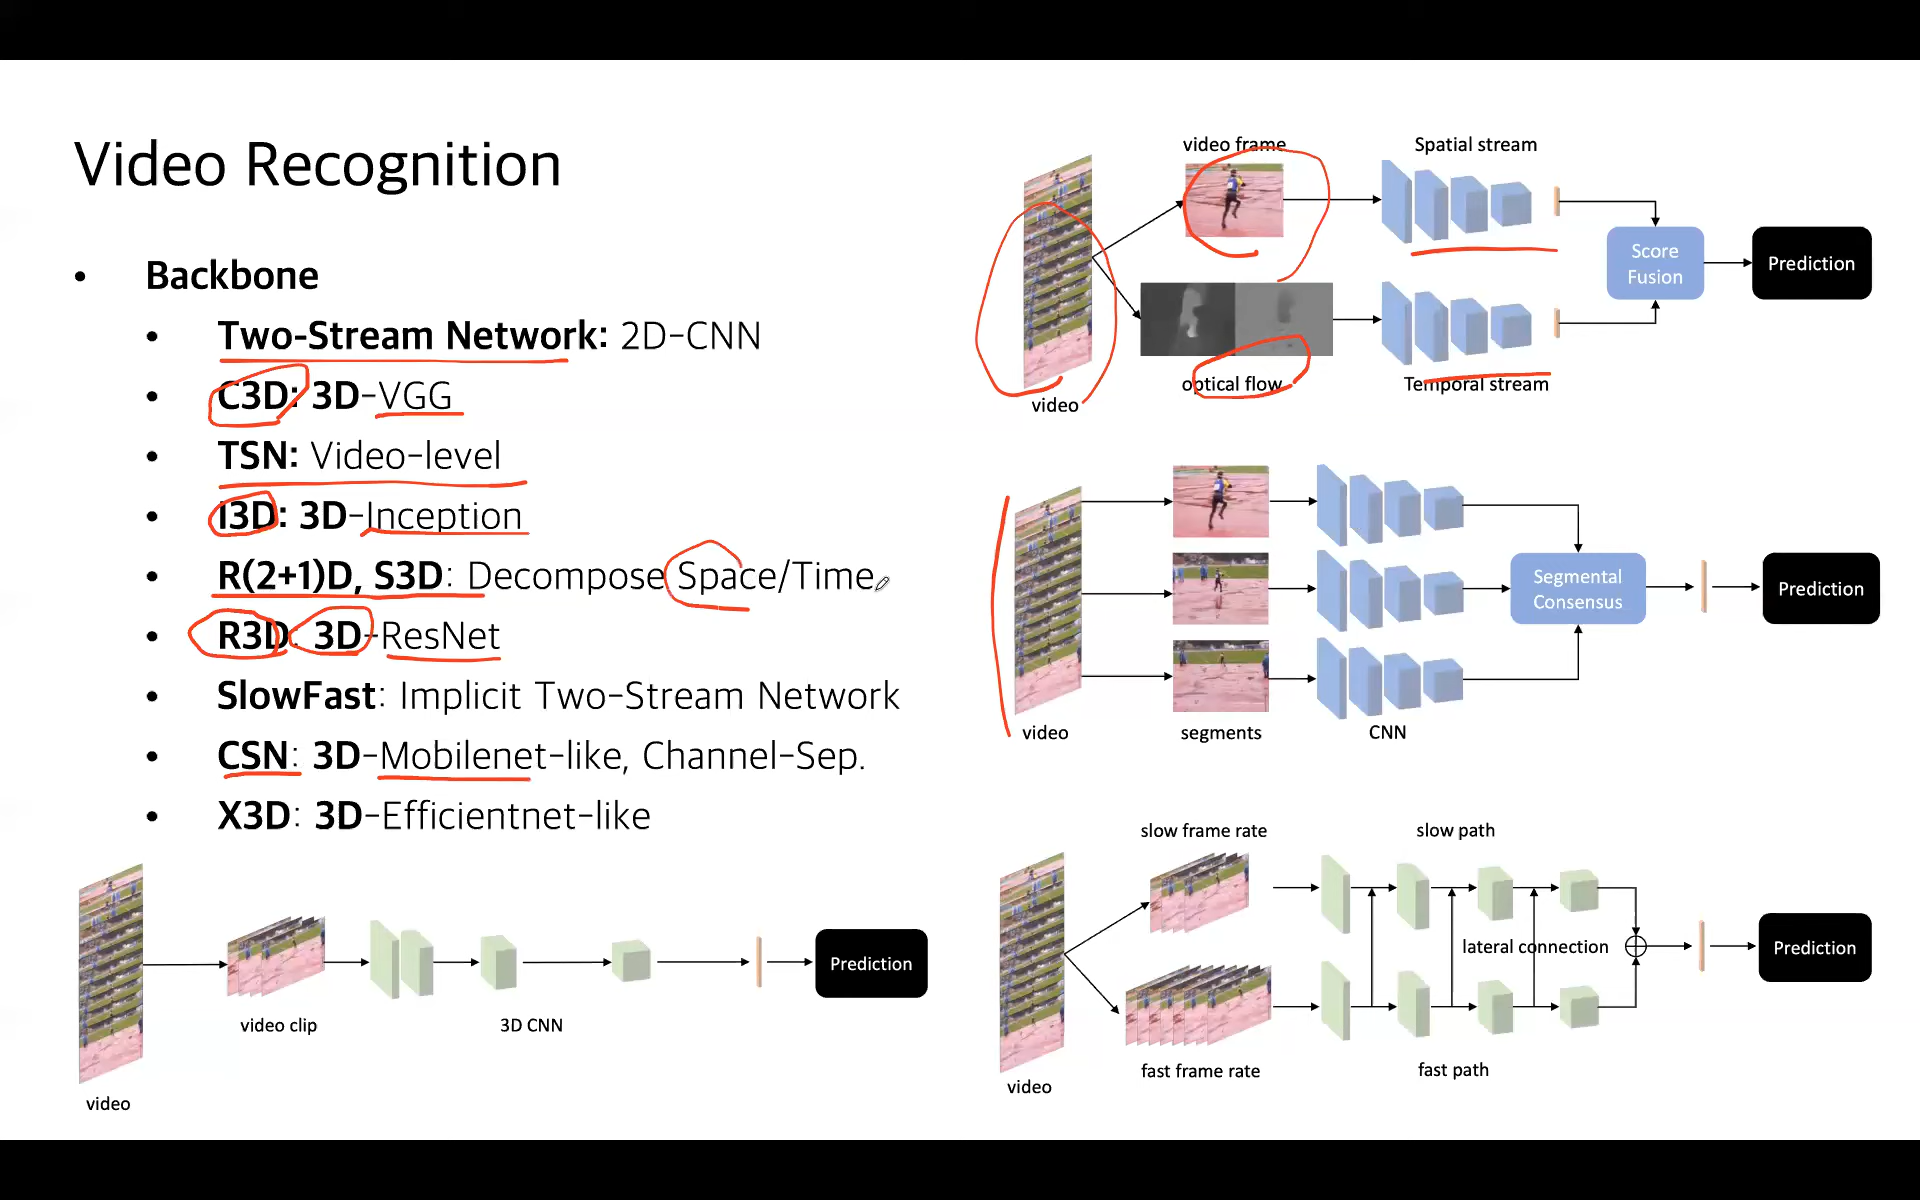 Video Recognition
• Backbone
• Two-Stream Network: 2D-CNN
• C3D: 3D-VGG
• TSN: Video-level
• I3D: 3D-Inception
• R(2+1)D, S3D: Decompose Space/Time
• R3D: 3D-ResNet
• SlowFast: Implicit Two-Stream Network
• CSN: 3D-Mobilenet-like, Channel-Sep.
• X3D: 3D-Efficientnet-like
video clip
3D CNN
Prediction
video
video frame
Spatial stream
Score
Fusion
Prediction
optical flow
Temporal stream
video
Segmental
Consensus
Prediction
video
segments
CNN
slow frame rate
slow path
lateral connection
Prediction
fast frame rate
fast path
video